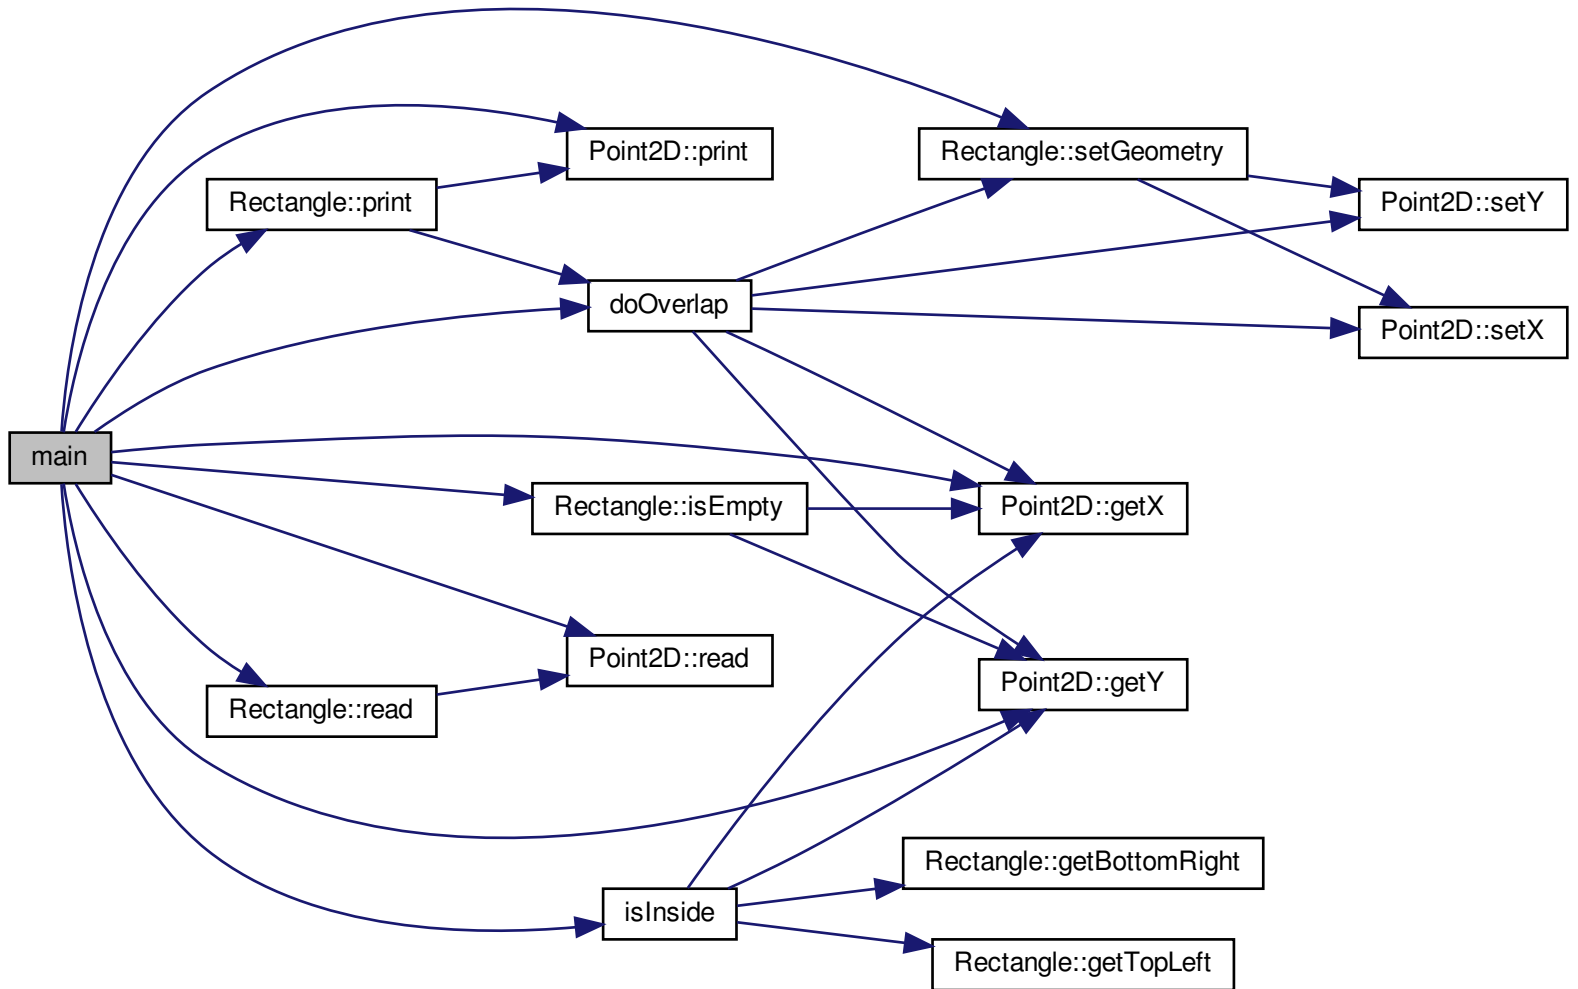 Point2D::print
Rectangle::setGeometry
Rectangle::print
Point2D::setY
doOverlap
Point2D::setX
main
Rectangle::isEmpty
Point2D::getX
Point2D::read
Point2D::getY
Rectangle::read
Rectangle::getBottomRight
isInside
Rectangle::getTopLeft